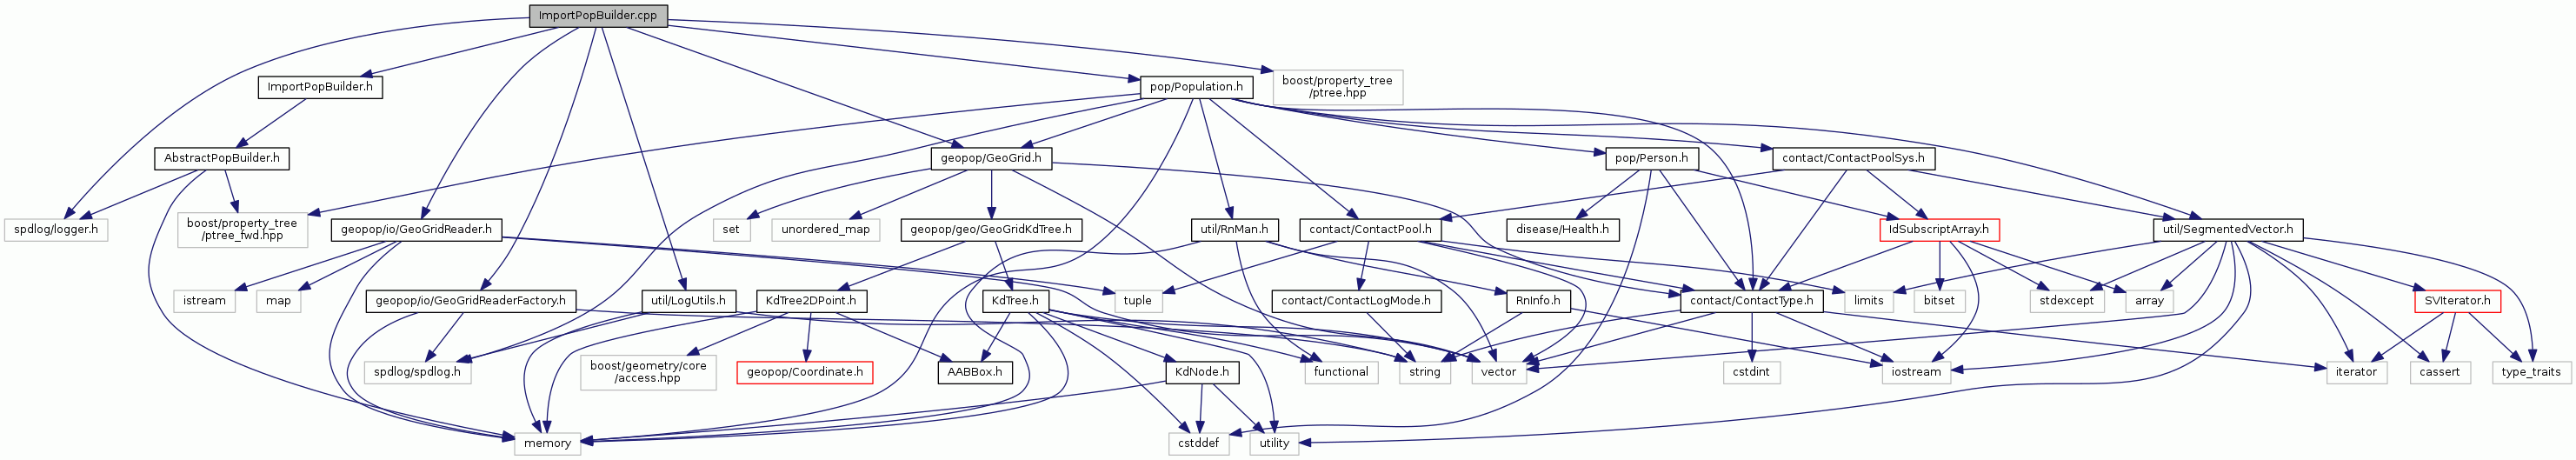 ImportPopBuilder.cpp
ImportPopBuilder.h
pop/Population.h
boost/property_tree
/ptree.hpp
AbstractPopBuilder.h
geopop/GeoGrid.h
pop/Person.h
contact/ContactPoolSys.h
spdlog/logger.h
boost/property_tree
/ptree_fwd.hpp
geopop/io/GeoGridReader.h
set
unordered_map
geopop/geo/GeoGridKdTree.h
util/RnMan.h
contact/ContactPool.h
disease/Health.h
IdSubscriptArray.h
util/SegmentedVector.h
istream
map
geopop/io/GeoGridReaderFactory.h
util/LogUtils.h
KdTree2DPoint.h
KdTree.h
tuple
contact/ContactLogMode.h
RnInfo.h
contact/ContactType.h
limits
bitset
stdexcept
array
SVIterator.h
spdlog/spdlog.h
boost/geometry/core
/access.hpp
geopop/Coordinate.h
AABBox.h
KdNode.h
functional
string
vector
cstdint
iostream
iterator
cassert
type_traits
memory
cstddef
utility